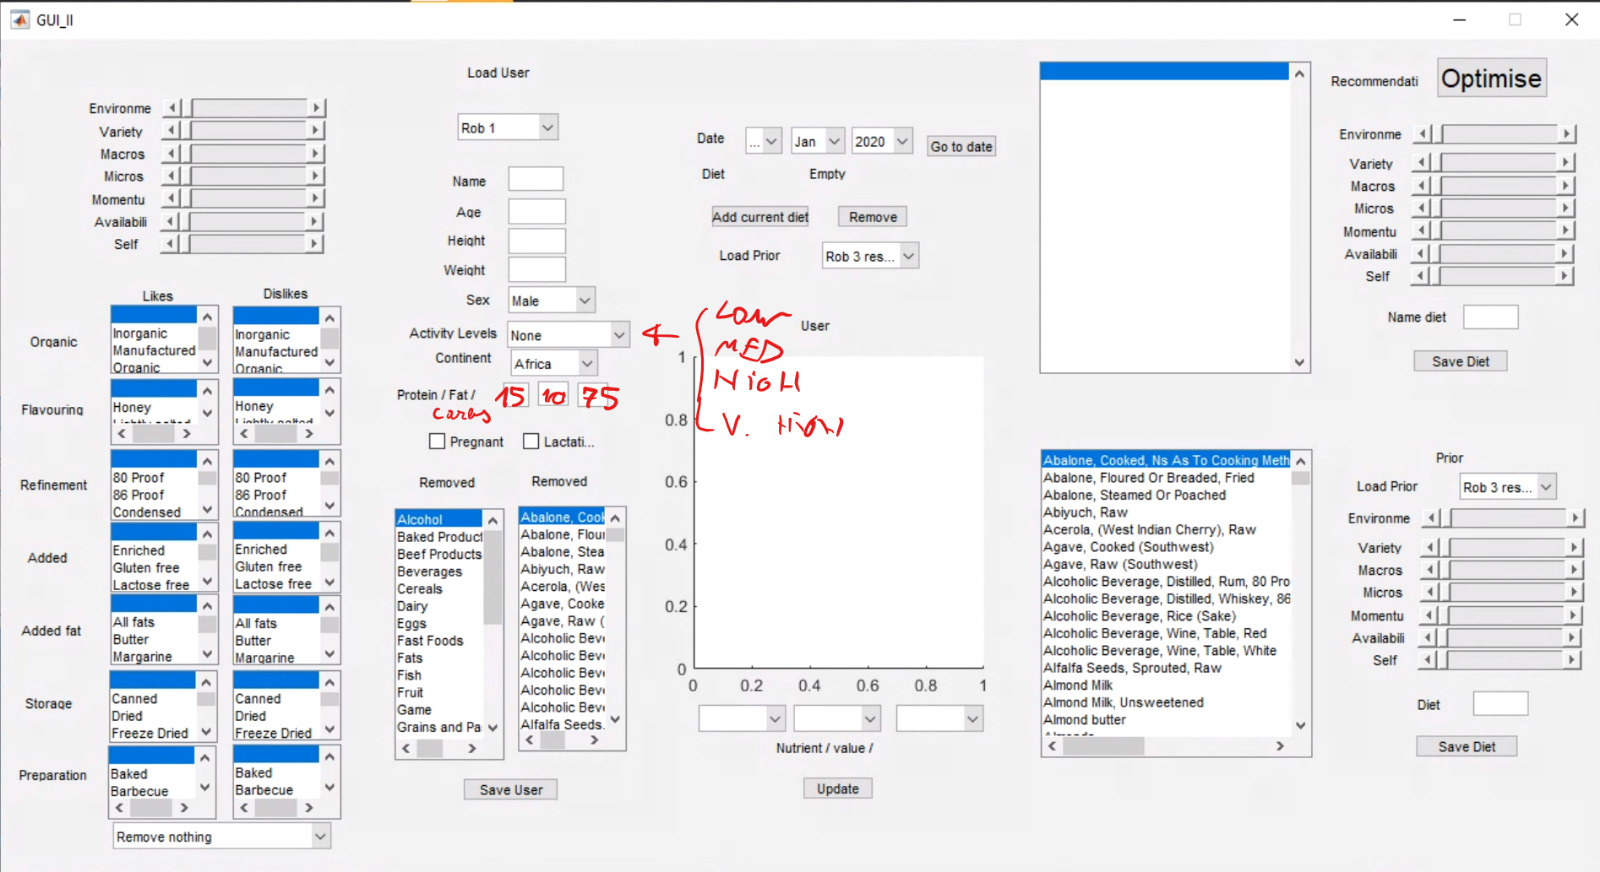 GUI_II
Load User
Rob 1
Environme
Variety
Macros
Micros
Momentu
Availabili
Self
Name
Age
Height
Weight
Sex Male
Activity Levels None
Continent Africa
Protein / Fat / 15 10 75
carbs
Pregnant Lactati...
Low
MED
HIGH
V. HIGH
Likes Dislikes
Organic
Inorganic
Manufactured
Organic
Inorganic
Manufactured
Organic
Flavouring
Honey
Lightly salted
Honey
Lightly salted
Refinement
80 Proof
86 Proof
Condensed
80 Proof
86 Proof
Condensed
Added
Enriched
Gluten free
Lactose free
Enriched
Gluten free
Lactose free
Added fat
All fats
Butter
Margarine
All fats
Butter
Margarine
Storage
Canned
Dried
Freeze Dried
Canned
Dried
Freeze Dried
Preparation
Baked
Barbecue
Baked
Barbecue
Remove nothing
Removed
Alcohol
Baked Product
Beef Products
Beverages
Cereals
Dairy
Eggs
Fast Foods
Fats
Fish
Fruit
Game
Grains and Pa
Removed
Abalone, Cook
Abalone, Flour
Abalone, Stea
Abiyuch, Raw
Acerola, (Wes
Agave, Cooke
Agave, Raw (
Alcoholic Beve
Alcoholic Beve
Alcoholic Beve
Alcoholic Beve
Alcoholic Beve
Alfalfa Seeds,
Save User
Date ... Jan 2020 Go to date
Diet Empty
Add current diet Remove
Load Prior Rob 3 res...
User
1
0.8
0.6
0.4
0.2
0
0 0.2 0.4 0.6 0.8 1
Nutrient / value /
Update
Recommendati Optimise
Environme
Variety
Macros
Micros
Momentu
Availabili
Self
Name diet
Save Diet
Abalone, Cooked, Ns As To Cooking Meth
Abalone, Floured Or Breaded, Fried
Abalone, Steamed Or Poached
Abiyuch, Raw
Acerola, (West Indian Cherry), Raw
Agave, Cooked (Southwest)
Agave, Raw (Southwest)
Alcoholic Beverage, Distilled, Rum, 80 Pro
Alcoholic Beverage, Distilled, Whiskey, 86
Alcoholic Beverage, Rice (Sake)
Alcoholic Beverage, Wine, Table, Red
Alcoholic Beverage, Wine, Table, White
Alfalfa Seeds, Sprouted, Raw
Almond Milk
Almond Milk, Unsweetened
Almond butter
Almonds
Prior
Load Prior Rob 3 res...
Environme
Variety
Macros
Micros
Momentu
Availabili
Self
Diet
Save Diet